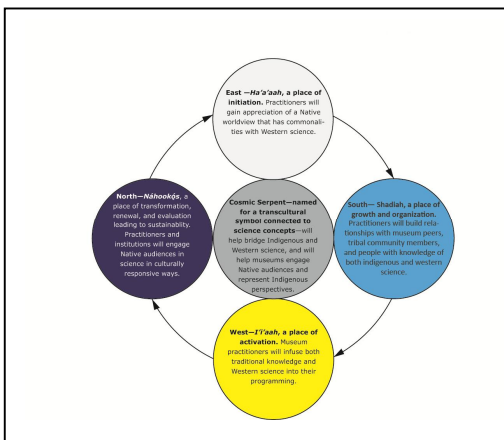 East —Ha’a’aah, a place of
initiation. Practitioners will
gain appreciation of a Native
worldview that has commonali-
ties with Western science.
South— Shadiah, a place of
growth and organization.
Practitioners will build rela-
tionships with museum peers,
tribal community members,
and people with knowledge of
both indigenous and western
science.
West—I’i’aah, a place of
activation. Museum
practitioners will infuse both
traditional knowledge and
Western science into their
programming.
North—Náhookǫ́s, a
place of transformation,
renewal, and evaluation
leading to sustainablity.
Practitioners and
institutions will engage
Native audiences in
science in culturally
responsive ways.
Cosmic Serpent—named
for a transcultural
symbol connected to
science concepts—will
help bridge Indigenous and
Western science, and will
help museums engage
Native audiences and
represent Indigenous
perspectives.